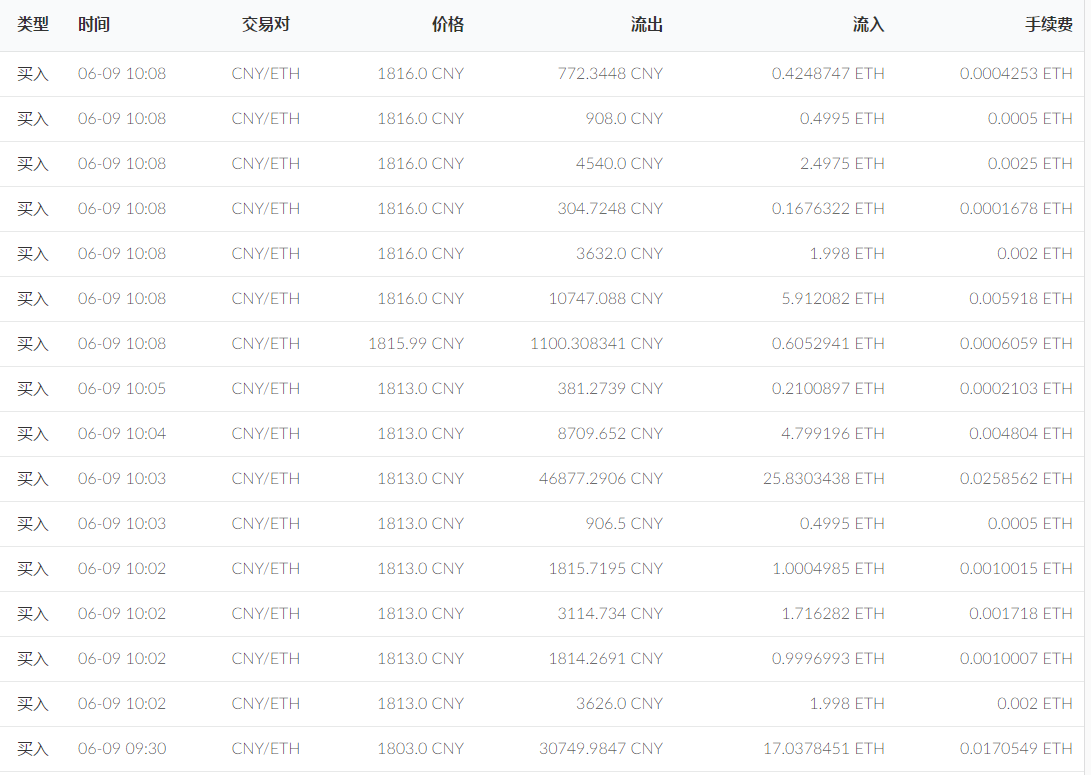 类型 时间 交易对 价格 流出 流入 手续费
买入 06-09 10:08 CNY/ETH 1816.0 CNY 772.3448 CNY 0.4248747 ETH 0.0004253 ETH
买入 06-09 10:08 CNY/ETH 1816.0 CNY 908.0 CNY 0.4995 ETH 0.0005 ETH
买入 06-09 10:08 CNY/ETH 1816.0 CNY 4540.0 CNY 2.4975 ETH 0.0025 ETH
买入 06-09 10:08 CNY/ETH 1816.0 CNY 304.7248 CNY 0.1676322 ETH 0.0001678 ETH
买入 06-09 10:08 CNY/ETH 1816.0 CNY 3632.0 CNY 1.998 ETH 0.002 ETH
买入 06-09 10:08 CNY/ETH 1816.0 CNY 10747.088 CNY 5.912082 ETH 0.005918 ETH
买入 06-09 10:08 CNY/ETH 1815.99 CNY 1100.308341 CNY 0.6052941 ETH 0.0006059 ETH
买入 06-09 10:05 CNY/ETH 1813.0 CNY 381.2739 CNY 0.2100897 ETH 0.0002103 ETH
买入 06-09 10:04 CNY/ETH 1813.0 CNY 8709.652 CNY 4.799196 ETH 0.004804 ETH
买入 06-09 10:03 CNY/ETH 1813.0 CNY 46877.2906 CNY 25.8303438 ETH 0.0258562 ETH
买入 06-09 10:03 CNY/ETH 1813.0 CNY 906.5 CNY 0.4995 ETH 0.0005 ETH
买入 06-09 10:02 CNY/ETH 1813.0 CNY 1815.7195 CNY 1.0004985 ETH 0.0010015 ETH
买入 06-09 10:02 CNY/ETH 1813.0 CNY 3114.734 CNY 1.716282 ETH 0.001718 ETH
买入 06-09 10:02 CNY/ETH 1813.0 CNY 1814.2691 CNY 0.9996993 ETH 0.0010007 ETH
买入 06-09 10:02 CNY/ETH 1813.0 CNY 3626.0 CNY 1.998 ETH 0.002 ETH
买入 06-09 09:30 CNY/ETH 1803.0 CNY 30749.9847 CNY 17.0378451 ETH 0.0170549 ETH